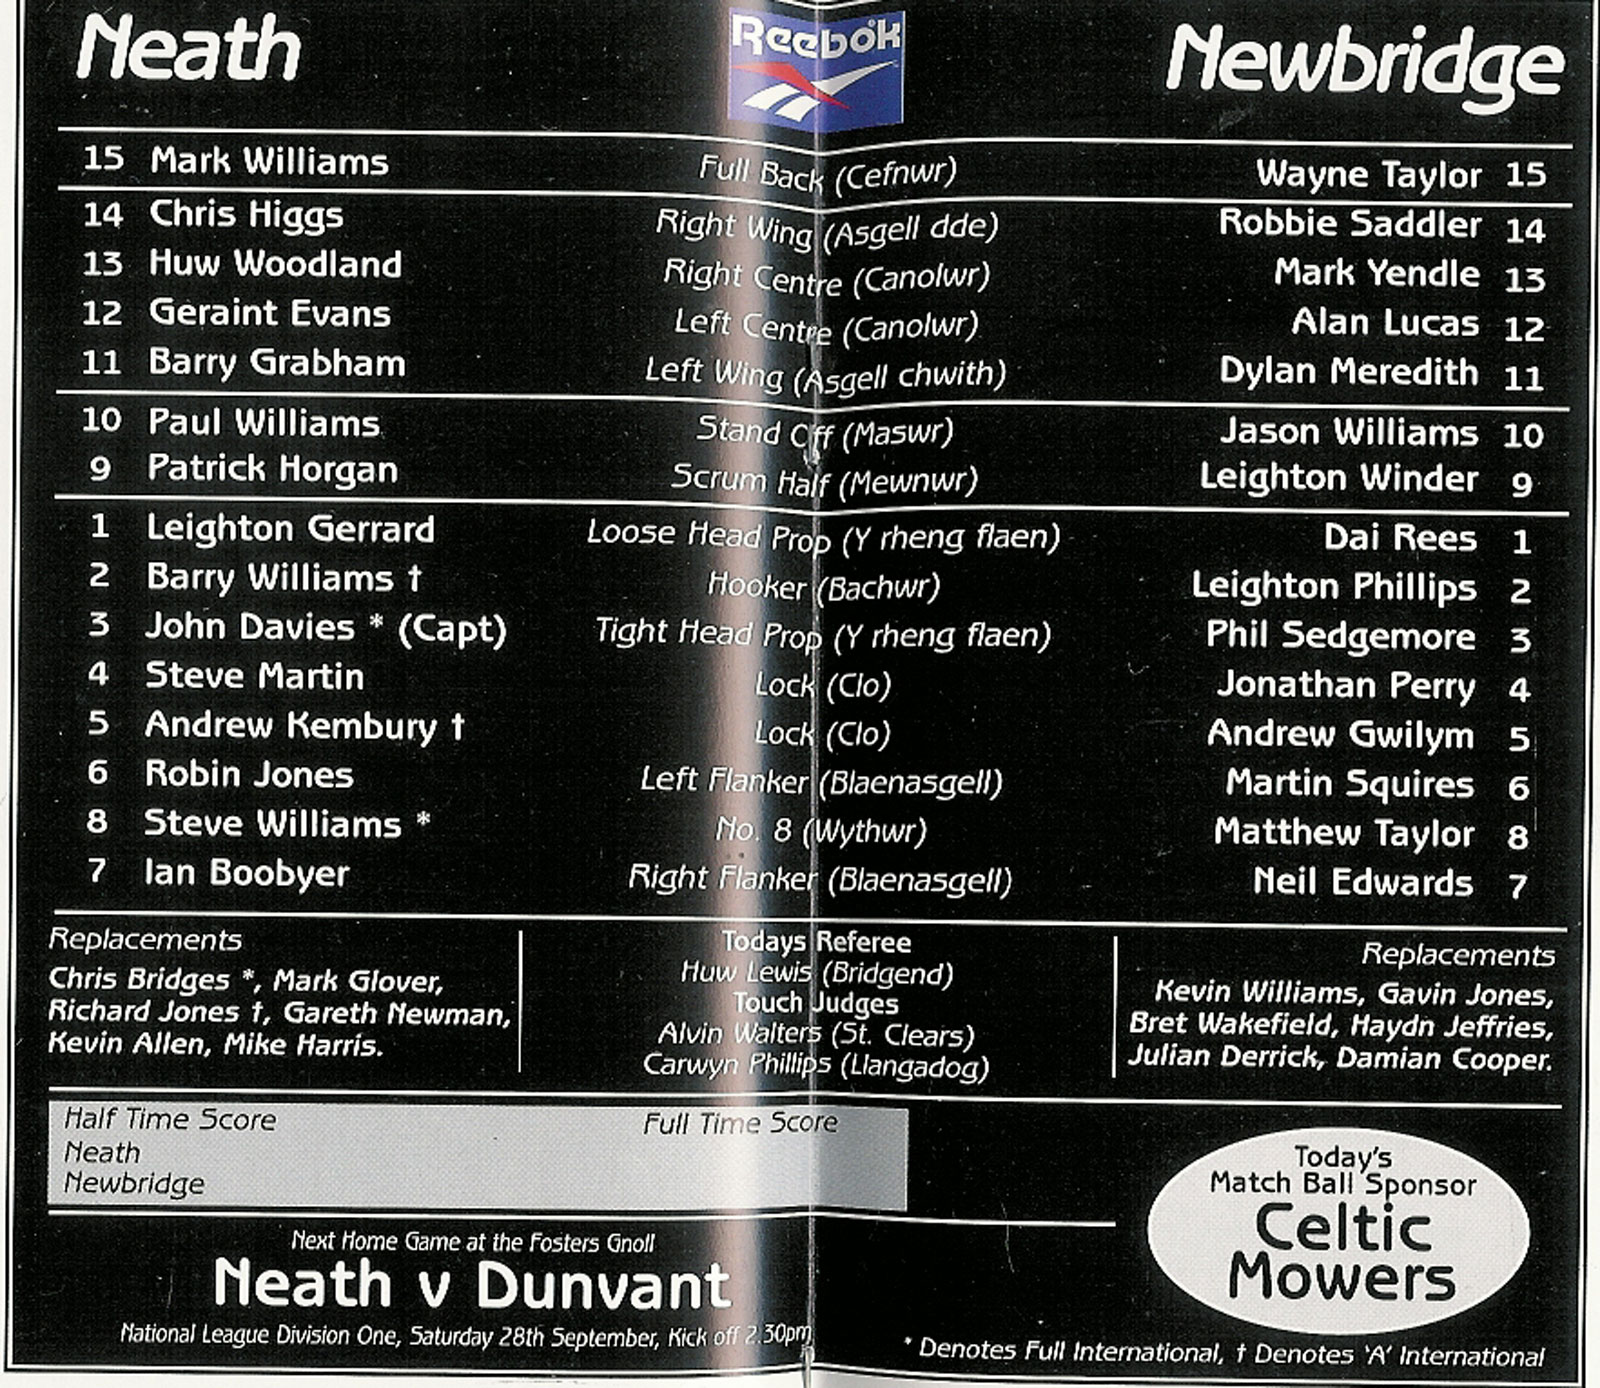 Neath Reebok Newbridge
15 Mark Williams Full Back (Cefnwr) Wayne Taylor 15
14 Chris Higgs Right Wing (Asgell dde) Robbie Saddler 14
13 Huw Woodland Right Centre (Canolwr) Mark Yendle 13
12 Geraint Evans Left Centre (Canolwr) Alan Lucas 12
11 Barry Grabham Left Wing (Asgell chwith) Dylan Meredith 11
10 Paul Williams Stand Off (Maswr) Jason Williams 10
9 Patrick Horgan Scrum Half (Mewnwr) Leighton Winder 9
1 Leighton Gerrard Loose Head Prop (Y rheng flaen) Dai Rees 1
2 Barry Williams † Hooker (Bachwr) Leighton Phillips 2
3 John Davies * (Capt) Tight Head Prop (Y rheng flaen) Phil Sedgemore 3
4 Steve Martin Lock (Clo) Jonathan Perry 4
5 Andrew Kembury † Lock (Clo) Andrew Gwilym 5
6 Robin Jones Left Flanker (Blaenasgell) Martin Squires 6
8 Steve Williams * No. 8 (Wythwr) Matthew Taylor 8
7 Ian Boobyer Right Flanker (Blaenasgell) Neil Edwards 7
Replacements
Chris Bridges *, Mark Glover,
Richard Jones †, Gareth Newman,
Kevin Allen, Mike Harris.
Todays Referee
Huw Lewis (Bridgend)
Touch Judges
Alvin Walters (St. Clears)
Carwyn Phillips (Llangadog)
Replacements
Kevin Williams, Gavin Jones,
Bret Wakefield, Haydn Jeffries,
Julian Derrick, Damian Cooper.
Half Time Score Full Time Score
Neath
Newbridge
Next Home Game at the Fosters Gnoll
Neath v Dunvant
National League Division One, Saturday 28th September, Kick off 2.30pm
Today's
Match Ball Sponsor
Celtic
Mowers
* Denotes Full International, † Denotes 'A' International